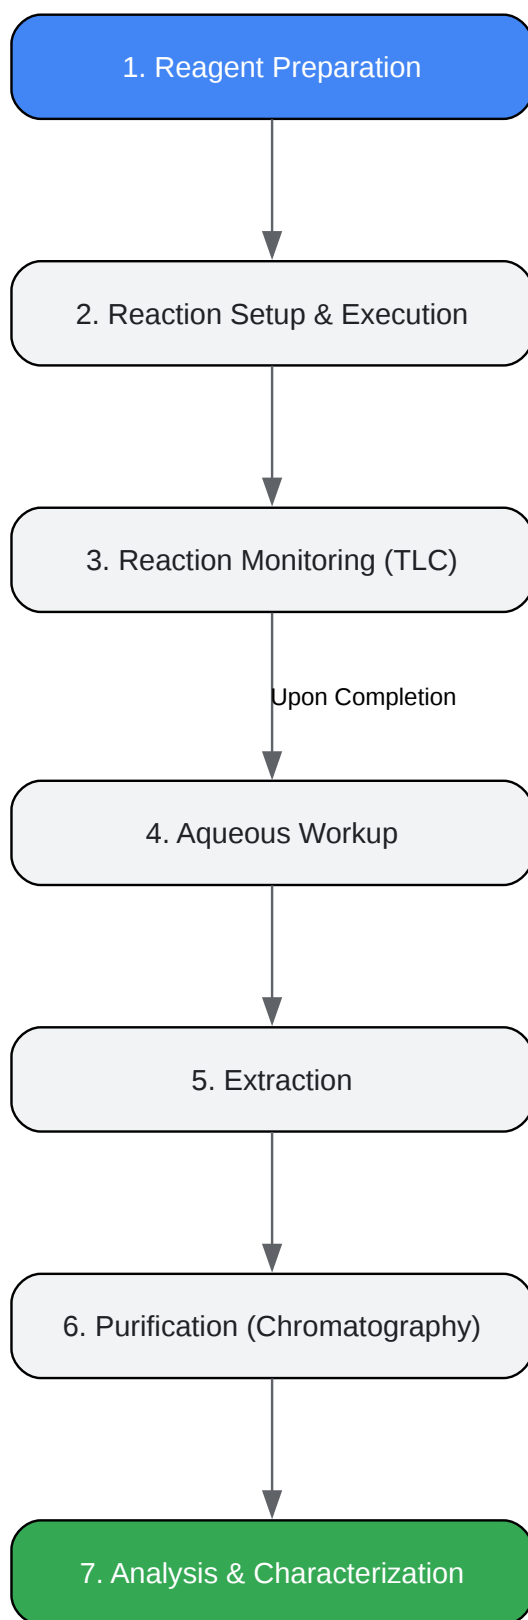 1. Reagent Preparation
2. Reaction Setup & Execution
3. Reaction Monitoring (TLC)
Upon Completion
4. Aqueous Workup
5. Extraction
6. Purification (Chromatography)
7. Analysis & Characterization